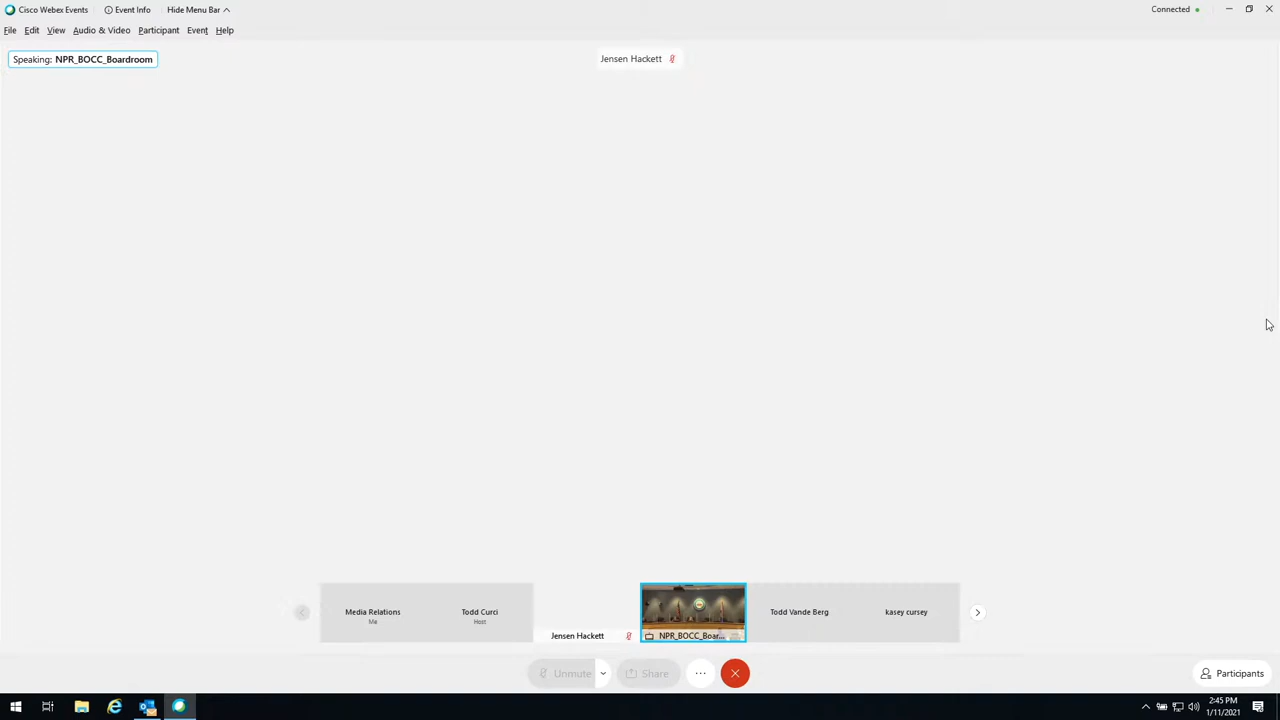 Cisco Webex Events
Event Info
Hide Menu Bar
Connected
File Edit View Audio & Video Participant Event Help
Speaking: NPR_BOCC_Boardroom
Jensen Hackett
Media Relations
Me
Todd Curci
Host
Jensen Hackett
NPR_BOCC_Boar...
Todd Vande Berg
kasey cursey
Unmute
Share
Participants
2:45 PM
1/11/2021